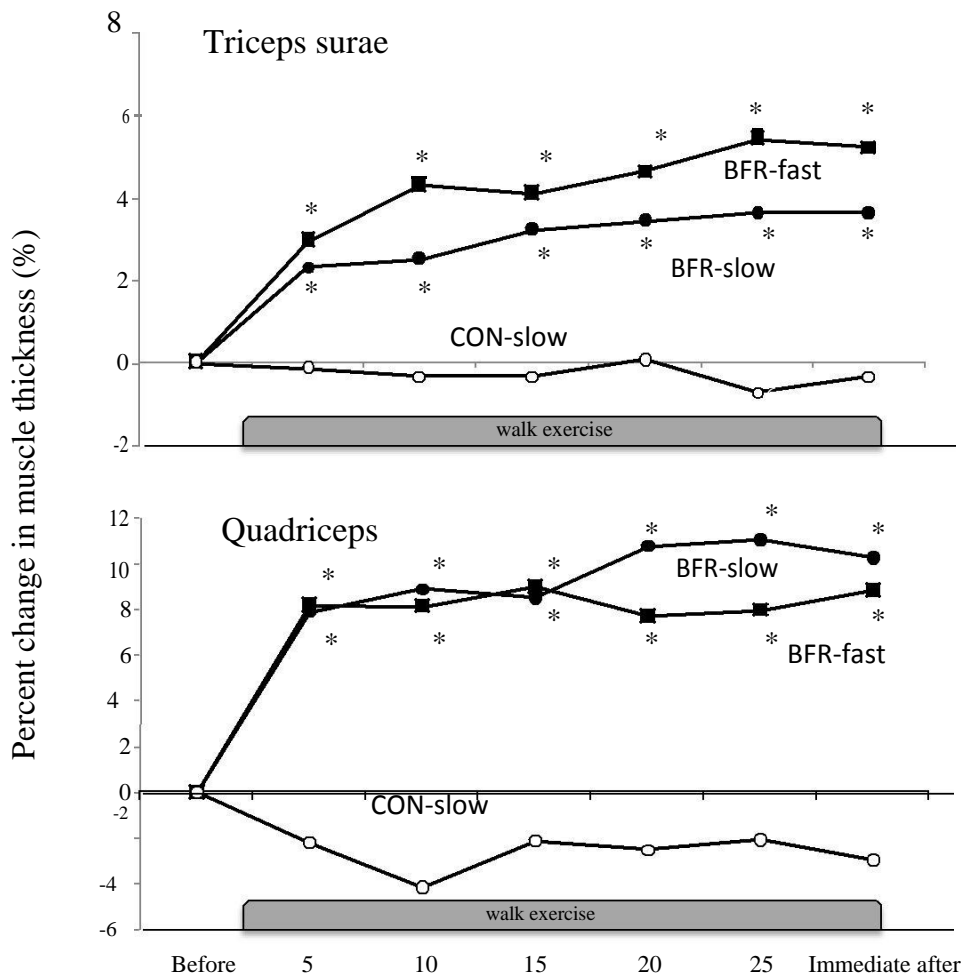 Percent change in muscle thickness (%)
8
Triceps surae
6
4
2
0
-2
* * * * * *
BFR-fast
* * * * * *
BFR-slow
CON-slow
walk exercise
12
10
8
6
4
2
0
-2
-4
-6
Quadriceps
* * * * * *
BFR-slow
* * * * * *
BFR-fast
CON-slow
walk exercise
Before 5 10 15 20 25 Immediate after